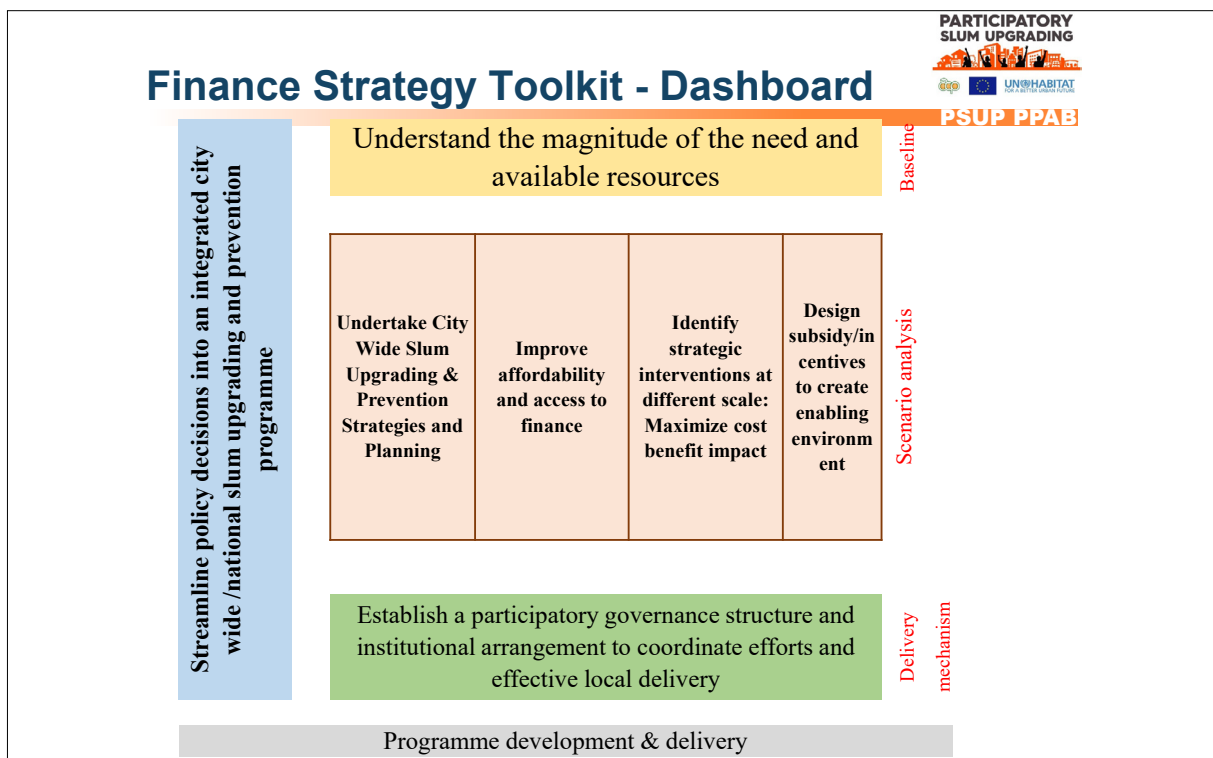 PARTICIPATORY
SLUM UPGRADING
Finance Strategy Toolkit - Dashboard
acp
UN HABITAT
FOR A BETTER URBAN FUTURE
PSUP PPAB
Streamline policy decisions into an integrated city
wide /national slum upgrading and prevention
programme
Understand the magnitude of the need and
available resources
Baseline
Undertake City
Wide Slum
Upgrading &
Prevention
Strategies and
Planning
Improve
affordability
and access to
finance
Identify
strategic
interventions at
different scale:
Maximize cost
benefit impact
Design
subsidy/in
centives
to create
enabling
environm
ent
Scenario analysis
Establish a participatory governance structure and
institutional arrangement to coordinate efforts and
effective local delivery
Delivery
mechanism
Programme development & delivery